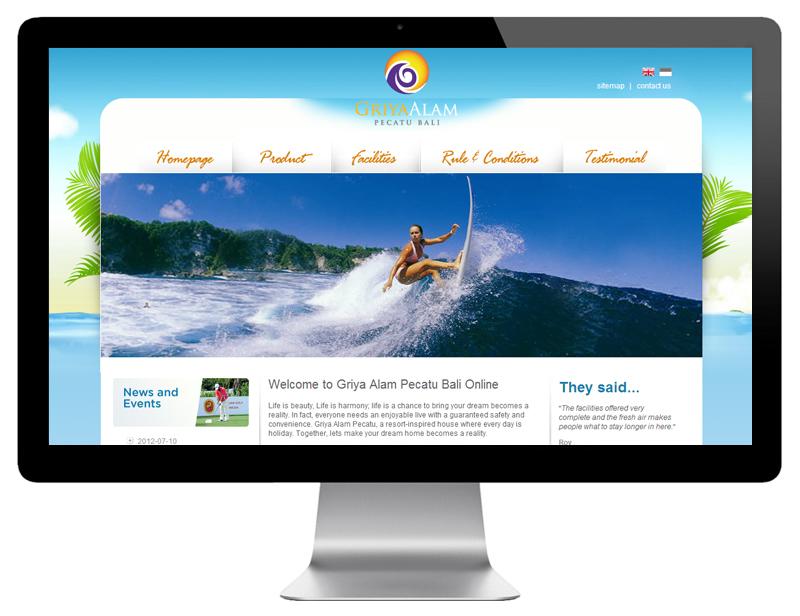 sitemap | contact us
GRIYAALAM
PECATU BALI
Homepage Product Facilities Rule & Conditions Testimonial
News and
Events
2012-07-10
Welcome to Griya Alam Pecatu Bali Online
Life is beauty, Life is harmony, life is a chance to bring your dream becomes a
reality. In fact, everyone needs an enjoyable live with a guaranteed safety and
convenience. Griya Alam Pecatu, a resort-inspired house where every day is
holiday. Together, lets make your dream home becomes a reality.
They said...
"The facilities offered very
complete and the fresh air makes
people what to stay longer in here."
Roy